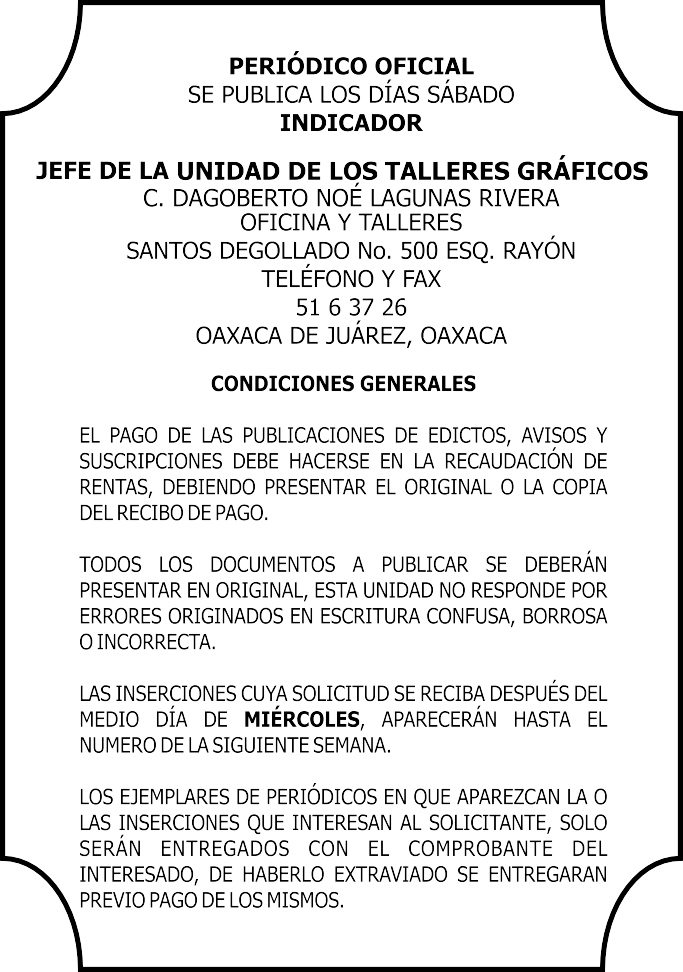 PERIÓDICO OFICIAL
SE PUBLICA LOS DÍAS SÁBADO
INDICADOR
JEFE DE LA UNIDAD DE LOS TALLERES GRÁFICOS
C. DAGOBERTO NOÉ LAGUNAS RIVERA
OFICINA Y TALLERES
SANTOS DEGOLLADO No. 500 ESQ. RAYÓN
TELÉFONO Y FAX
51 6 37 26
OAXACA DE JUÁREZ, OAXACA
CONDICIONES GENERALES
EL PAGO DE LAS PUBLICACIONES DE EDICTOS, AVISOS Y
SUSCRIPCIONES DEBE HACERSE EN LA RECAUDACIÓN DE
RENTAS, DEBIENDO PRESENTAR EL ORIGINAL O LA COPIA
DEL RECIBO DE PAGO.
TODOS LOS DOCUMENTOS A PUBLICAR SE DEBERÁN
PRESENTAR EN ORIGINAL, ESTA UNIDAD NO RESPONDE POR
ERRORES ORIGINADOS EN ESCRITURA CONFUSA, BORROSA
O INCORRECTA.
LAS INSERCIONES CUYA SOLICITUD SE RECIBA DESPUÉS DEL
MEDIO DÍA DE MIÉRCOLES, APARECERÁN HASTA EL
NUMERO DE LA SIGUIENTE SEMANA.
LOS EJEMPLARES DE PERIÓDICOS EN QUE APAREZCAN LA O
LAS INSERCIONES QUE INTERESAN AL SOLICITANTE, SOLO
SERÁN ENTREGADOS CON EL COMPROBANTE DEL
INTERESADO, DE HABERLO EXTRAVIADO SE ENTREGARAN
PREVIO PAGO DE LOS MISMOS.